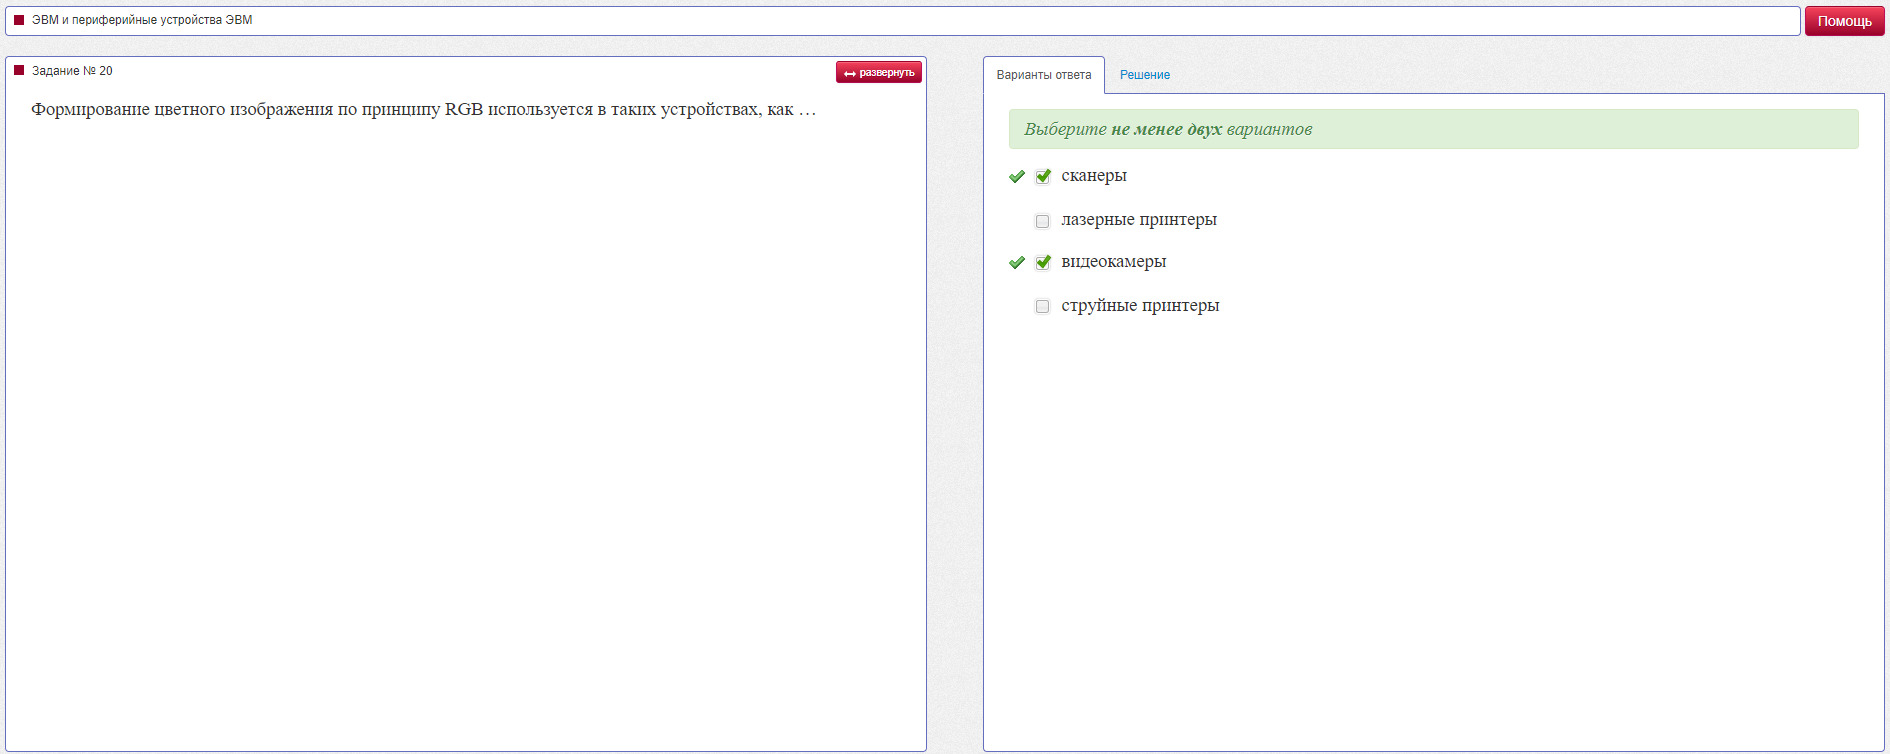 ЭВМ и периферийные устройства ЭВМ
Помощь
Задание № 20
развернуть
Формирование цветного изображения по принципу RGB используется в таких устройствах, как …
Варианты ответа
Решение
Выберите не менее двух вариантов
сканеры
лазерные принтеры
видеокамеры
струйные принтеры